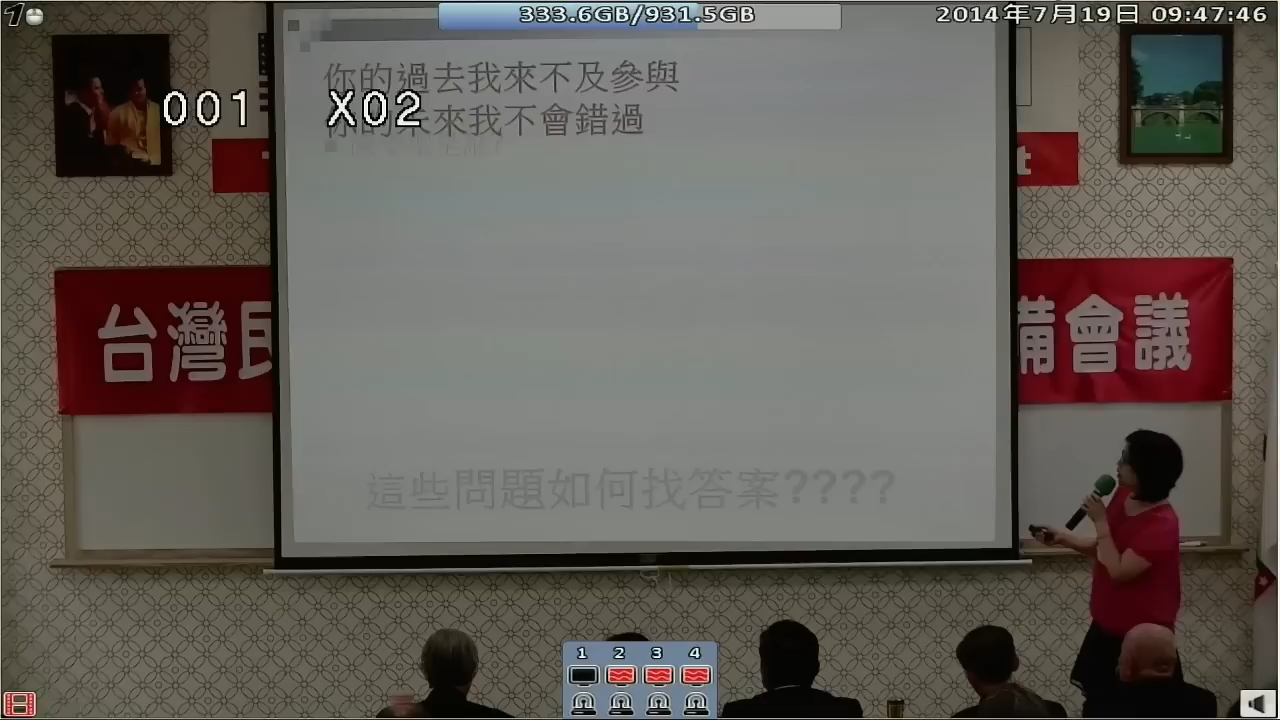 333.6GB/931.5GB
2014年7月19日 09:47:46
你的過去我來不及參與
001 X02
來我不會錯過
t
台灣民
備會議
這些問題如何找答案????
1 2 3 4